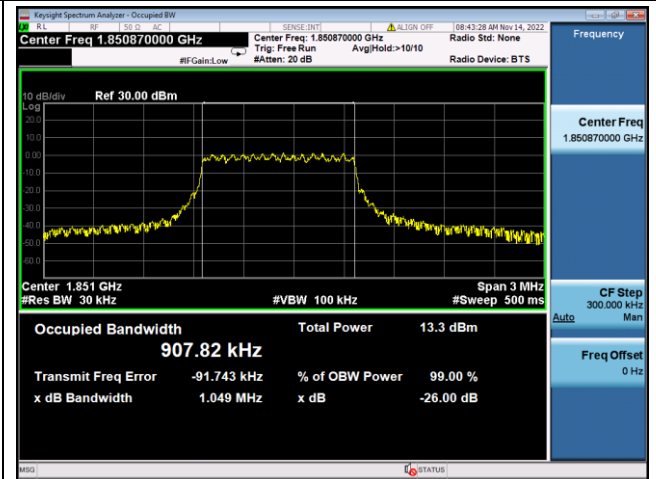 Keysight Spectrum Analyzer - Occupied BW
RL RF 50 Ω AC SENSE:INT ALIGN OFF 08:43:28 AM Nov 14, 2022
Center Freq 1.850870000 GHz
Center Freq: 1.850870000 GHz
Radio Std: None
Trig: Free Run Avg|Hold:>10/10
#IFGain:Low #Atten: 20 dB Radio Device: BTS
Frequency
10 dB/div Ref 30.00 dBm
Log
20.0
10.0
0.00
-10.0
-20.0
-30.0
-40.0
-50.0
-60.0
Center 1.851 GHz Span 3 MHz
#Res BW 30 kHz #VBW 100 kHz #Sweep 500 ms
Occupied Bandwidth Total Power 13.3 dBm
907.82 kHz
Transmit Freq Error -91.743 kHz % of OBW Power 99.00 %
x dB Bandwidth 1.049 MHz x dB -26.00 dB
Center Freq
1.850870000 GHz
CF Step
300.000 kHz
Auto Man
Freq Offset
0 Hz
MSG STATUS